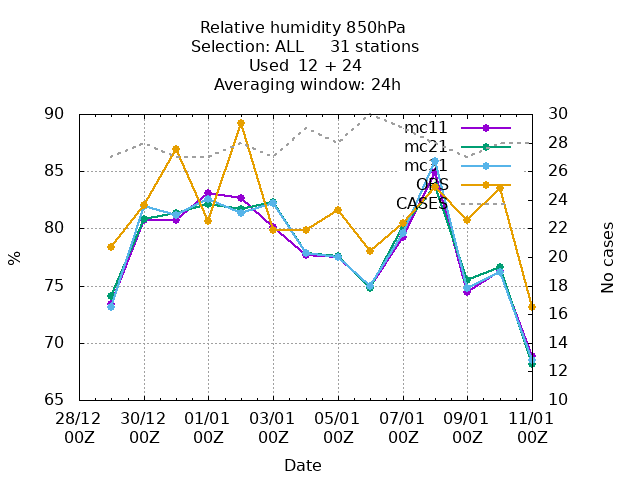 Relative humidity 850hPa
Selection: ALL 31 stations
Used 12 + 24
Averaging window: 24h
90
85
80
75
70
65
%
30
28
26
24
22
20
18
16
14
12
10
No cases
mc11
mc21
mc31
OBS
CASES
28/12 30/12 01/01 03/01 05/01 07/01 09/01 11/01
00Z 00Z 00Z 00Z 00Z 00Z 00Z 00Z
Date